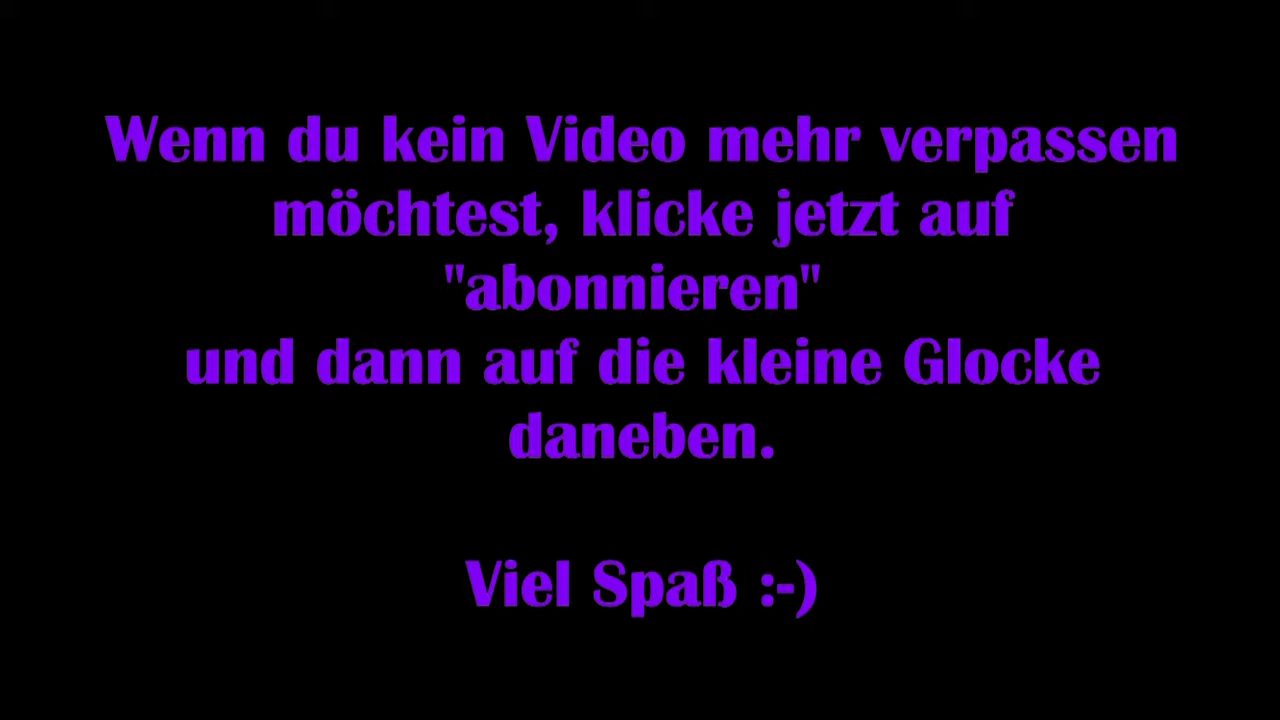 Wenn du kein Video mehr verpassen
möchtest, klicke jetzt auf
"abonnieren"
und dann auf die kleine Glocke
daneben.
Viel Spaß :-)